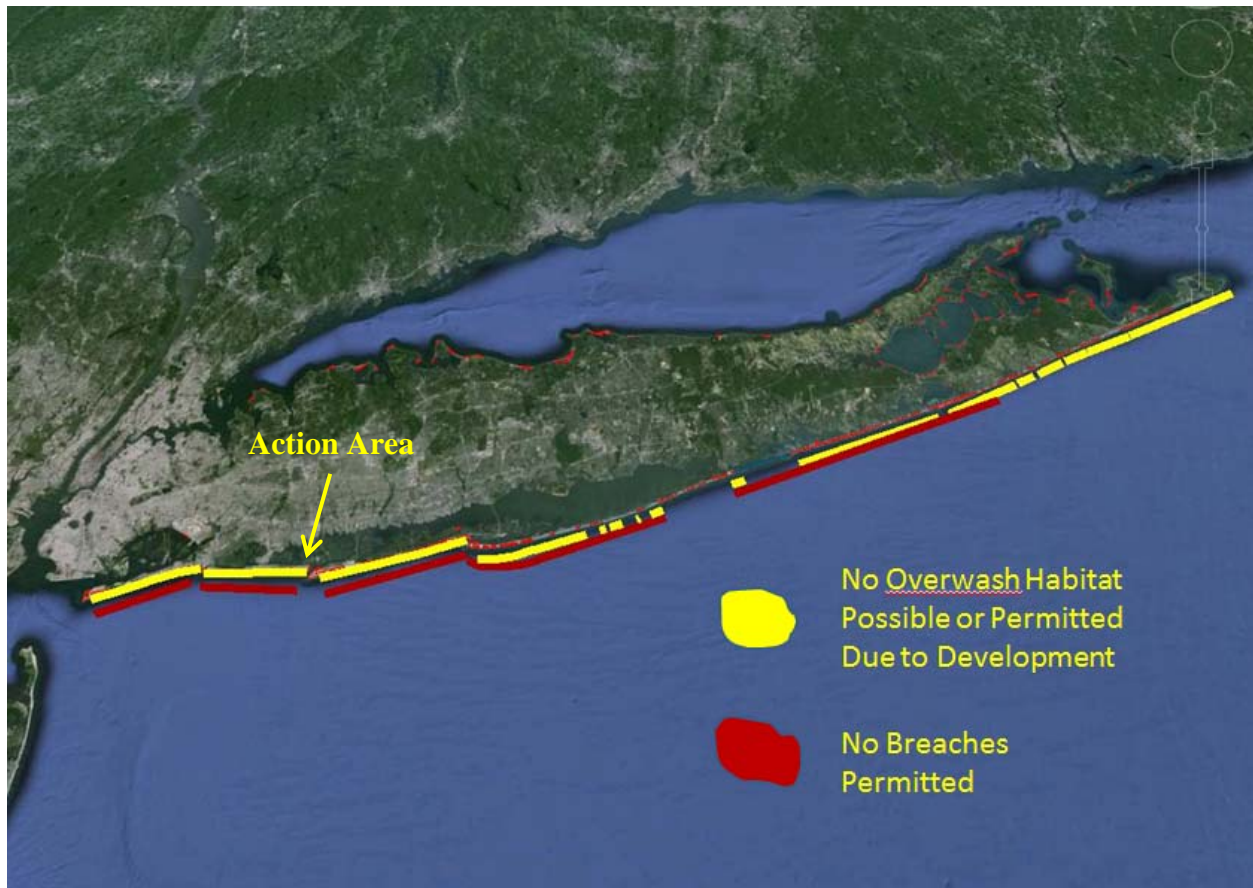 Action Area
No Overwash Habitat
Possible or Permitted
Due to Development
No Breaches
Permitted